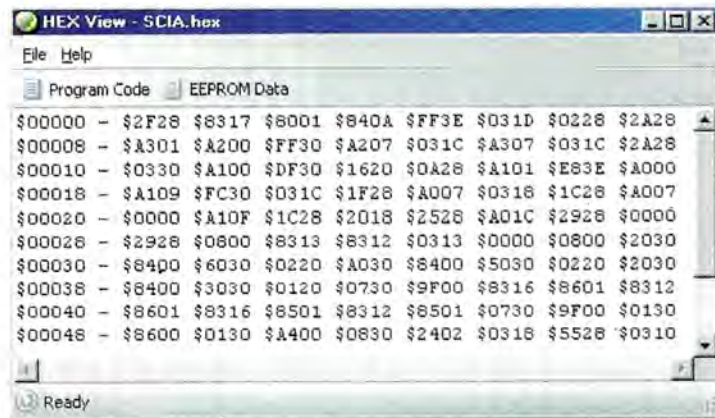 HEX View - SCIA.hex
File Help
Program Code EEPROM Data
$00000 - $2F28 $8317 $8001 $840A $FF3E $031D $0228 $2A28
$00008 - $A301 $A200 $FF30 $A207 $031C $A307 $031C $2A28
$00010 - $0330 $A100 $DF30 $1620 $0A28 $A101 $E83E $A000
$00018 - $A109 $FC30 $031C $1F28 $A007 $0318 $1C28 $A007
$00020 - $0000 $A10F $1C28 $2018 $2528 $A01C $2928 $0000
$00028 - $2928 $0800 $8313 $8312 $0313 $0000 $0800 $2030
$00030 - $8400 $6030 $0220 $A030 $8400 $5030 $0220 $2030
$00038 - $8400 $3030 $0120 $0730 $9F00 $8316 $8601 $8312
$00040 - $8601 $8316 $8501 $8312 $8501 $0730 $9F00 $0130
$00048 - $8600 $0130 $A400 $0830 $2402 $0318 $5528 $0310
Ready